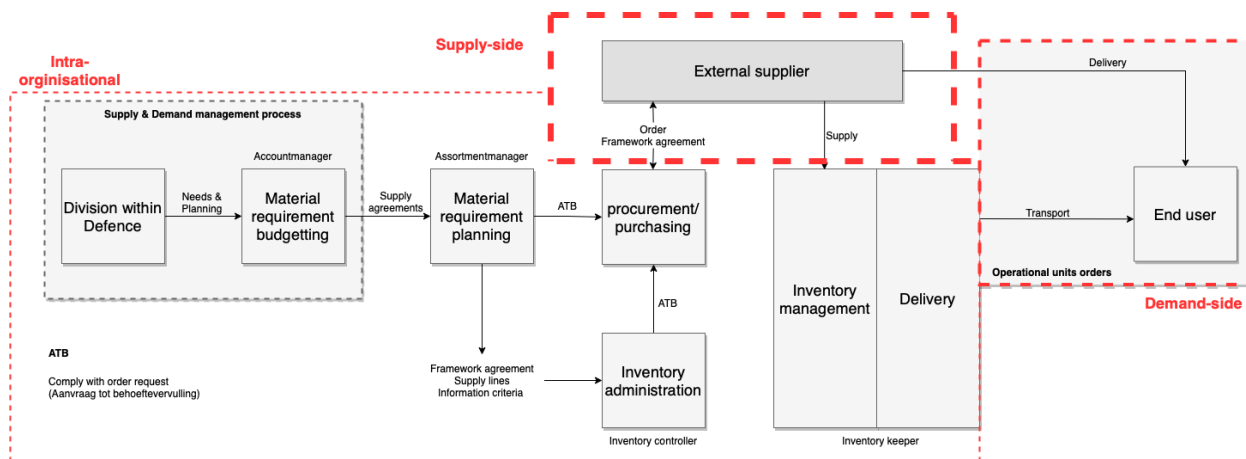 Supply-side
Intra-
orginisational
External supplier
Delivery
Supply & Demand management process
Order
Framework agreement
Supply
Accountmanager
Assortmentmanager
Division within
Defence
Needs &
Planning
Material
requirement
budgetting
Supply
agreements
Material
requirement
planning
ATB
procurement/
purchasing
Transport
End user
Operational units orders
Inventory
management
Delivery
Demand-side
ATB
ATB
Comply with order request
(Aanvraag tot behoeftevervulling)
Framework agreement
Supply lines
Information criteria
Inventory
administration
Inventory controller
Inventory keeper